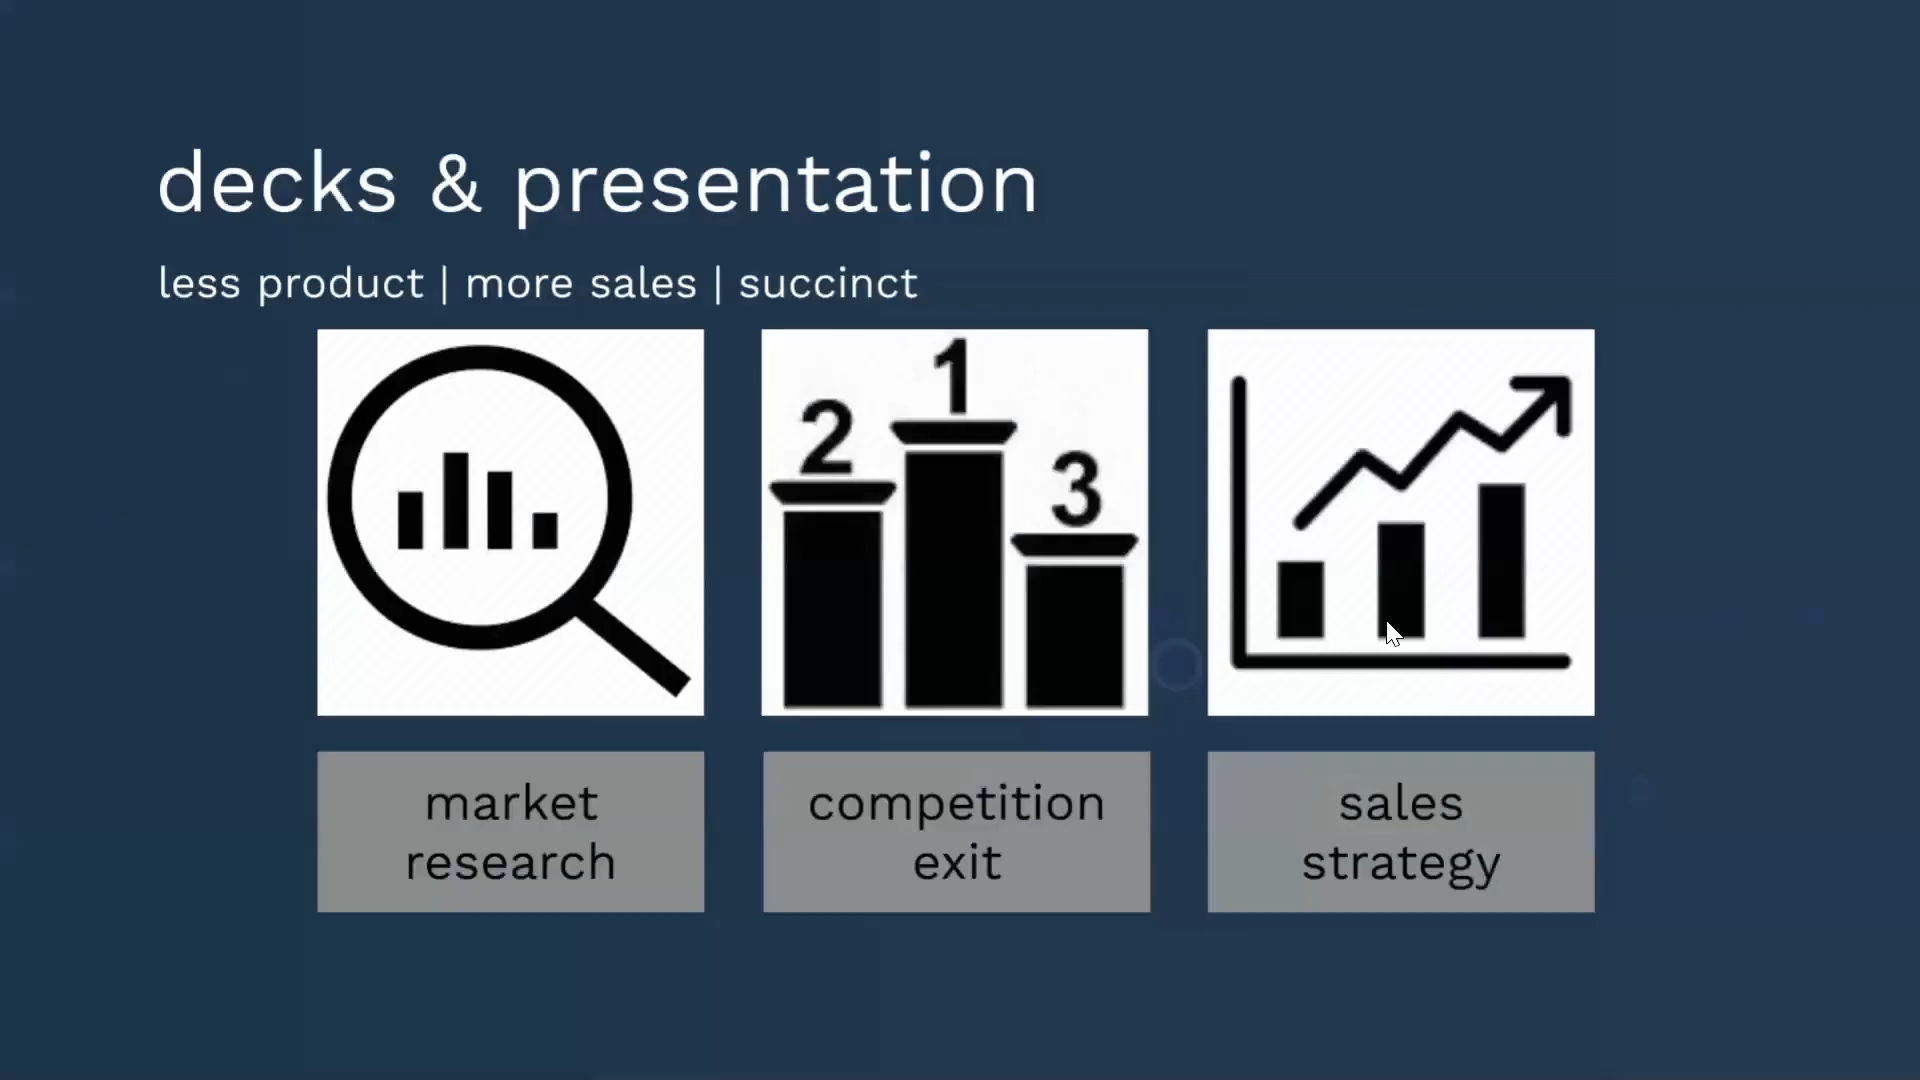 decks & presentation
less product | more sales | succinct
1
2
3
market
research
competition
exit
sales
strategy